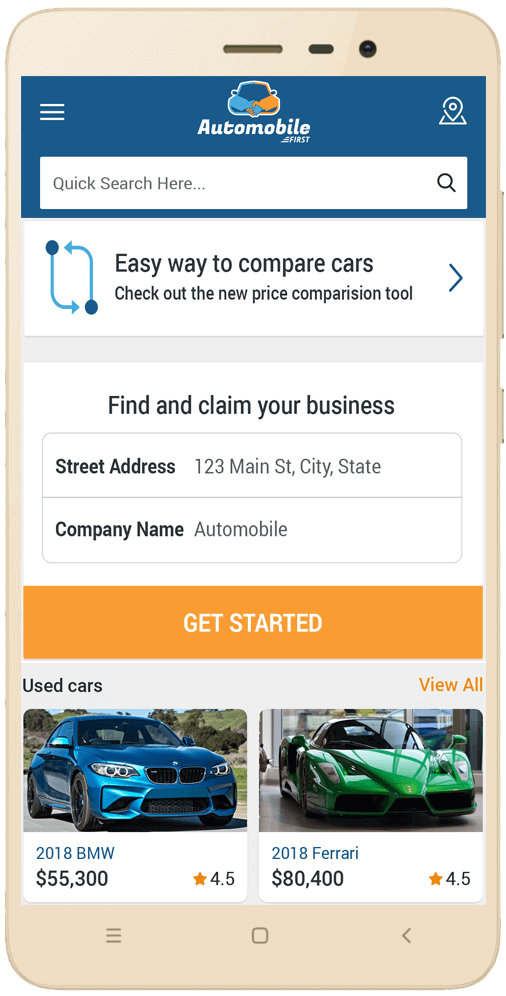 Automobile
FIRST
Quick Search Here...
Easy way to compare cars
Check out the new price comparision tool
Find and claim your business
Street Address 123 Main St, City, State
Company Name Automobile
GET STARTED
Used cars View All
2018 BMW 2018 Ferrari
$55,300 4.5 $80,400 4.5